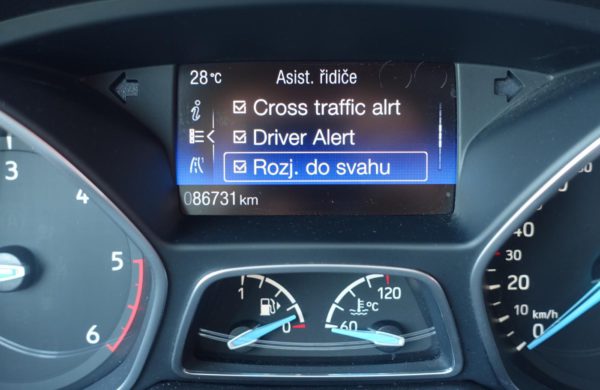 28 °C Asist. řidiče
Cross traffic alrt
Driver Alert
Rozj. do svahu
086731 km
3
5
6
1
0
120
60
°C
40
30
20
10 km/h
0